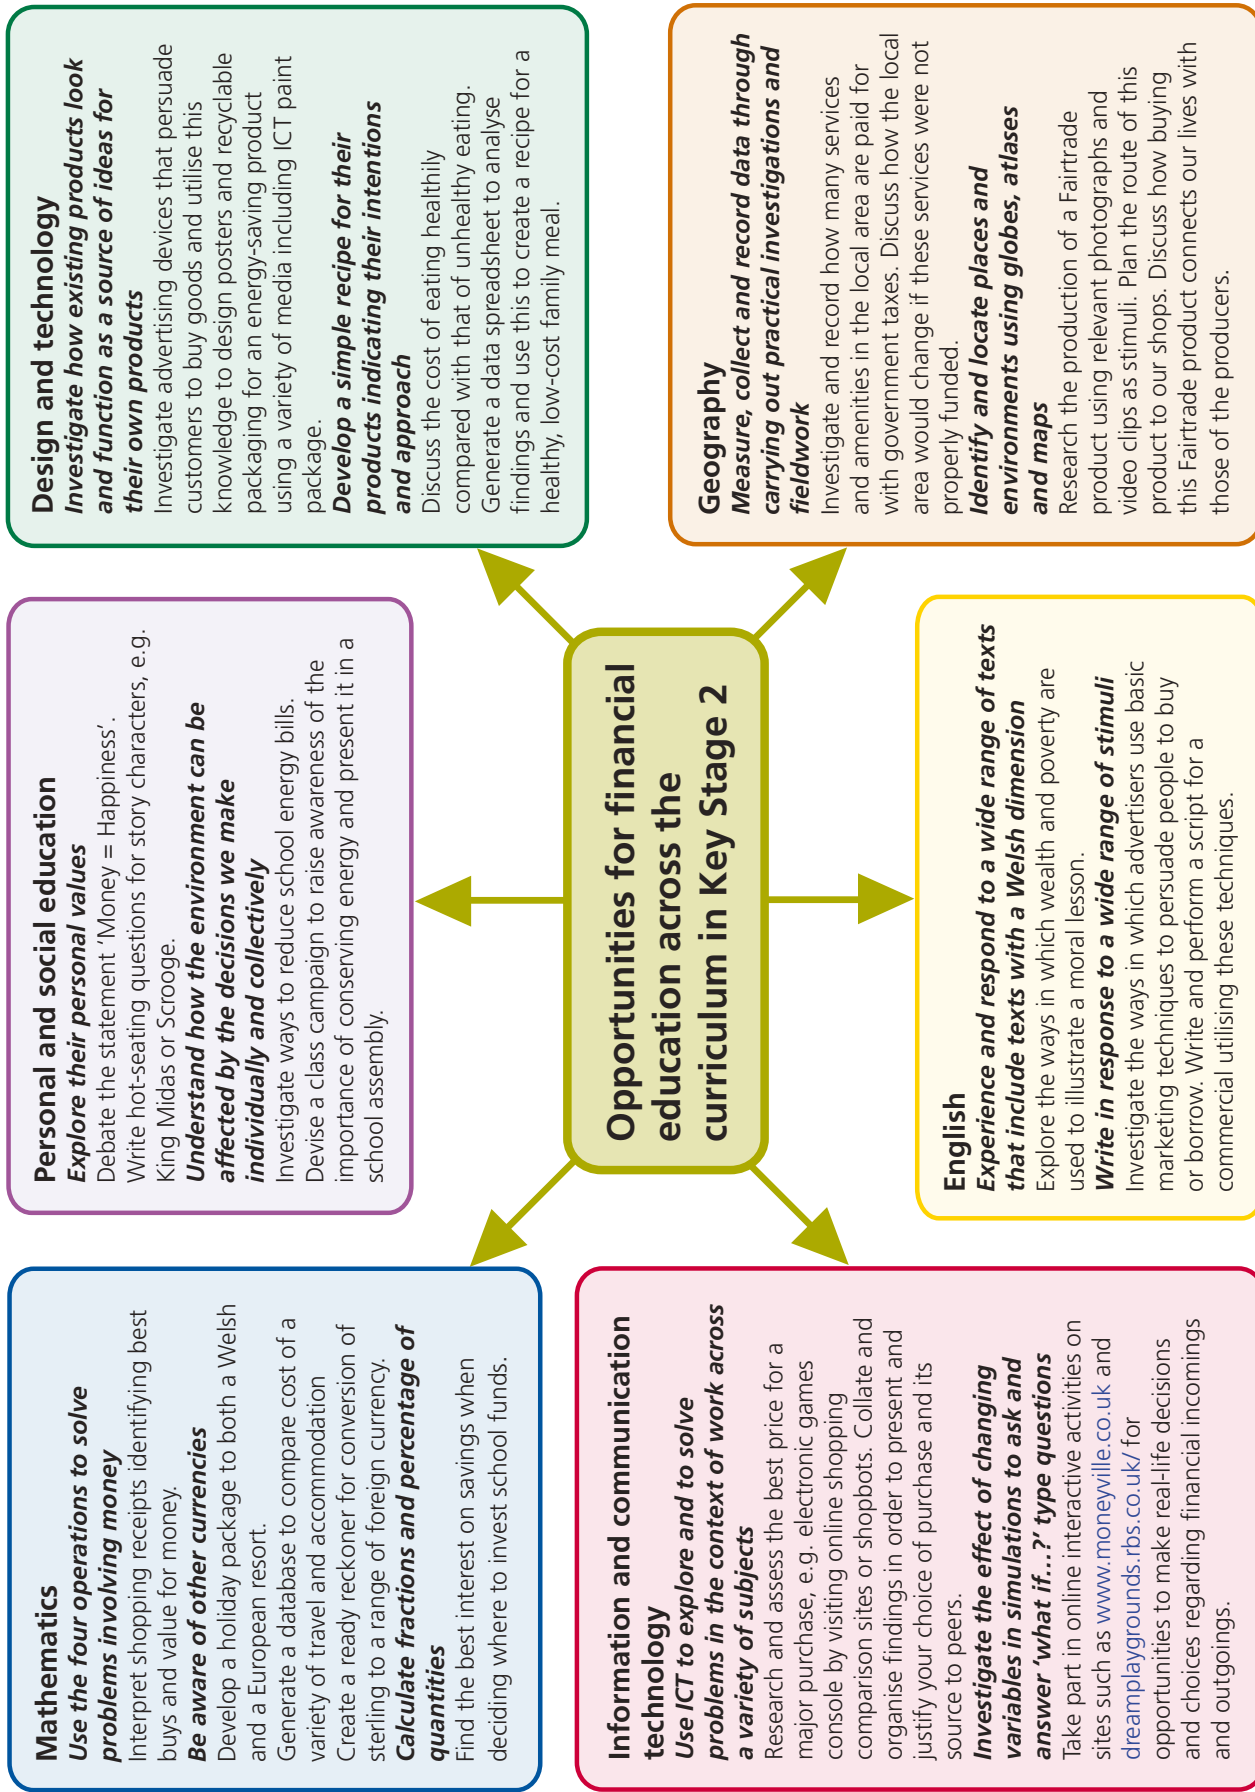 Mathematics
Use the four operations to solve
problems involving money
Interpret shopping receipts identifying best
buys and value for money.
Be aware of other currencies
Develop a holiday package to both a Welsh
and a European resort.
Generate a database to compare cost of a
variety of travel and accommodation
Create a ready reckoner for conversion of
sterling to a range of foreign currency.
Calculate fractions and percentage of
quantities
Find the best interest on savings when
deciding where to invest school funds.
Personal and social education
Explore their personal values
Debate the statement ‘Money = Happiness’.
Write hot-seating questions for story characters, e.g.
King Midas or Scrooge.
Understand how the environment can be
affected by the decisions we make
individually and collectively
Investigate ways to reduce school energy bills.
Devise a class campaign to raise awareness of the
importance of conserving energy and present it in a
school assembly.
Design and technology
Investigate how existing products look
and function as a source of ideas for
their own products
Investigate advertising devices that persuade
customers to buy goods and utilise this
knowledge to design posters and recyclable
packaging for an energy-saving product
using a variety of media including ICT paint
package.
Develop a simple recipe for their
products indicating their intentions
and approach
Discuss the cost of eating healthily
compared with that of unhealthy eating.
Generate a data spreadsheet to analyse
findings and use this to create a recipe for a
healthy, low-cost family meal.
Opportunities for financial
education across the
curriculum in Key Stage 2
Information and communication
technology
Use ICT to explore and to solve
problems in the context of work across
a variety of subjects
Research and assess the best price for a
major purchase, e.g. electronic games
console by visiting online shopping
comparison sites or shopbots. Collate and
organise findings in order to present and
justify your choice of purchase and its
source to peers.
Investigate the effect of changing
variables in simulations to ask and
answer ‘what if...?’ type questions
Take part in online interactive activities on
sites such as www.moneyville.co.uk and
dreamplaygrounds.rbs.co.uk/ for
opportunities to make real-life decisions
and choices regarding financial incomings
and outgoings.
English
Experience and respond to a wide range of texts
that include texts with a Welsh dimension
Explore the ways in which wealth and poverty are
used to illustrate a moral lesson.
Write in response to a wide range of stimuli
Investigate the ways in which advertisers use basic
marketing techniques to persuade people to buy
or borrow. Write and perform a script for a
commercial utilising these techniques.
Geography
Measure, collect and record data through
carrying out practical investigations and
fieldwork
Investigate and record how many services
and amenities in the local area are paid for
with government taxes. Discuss how the local
area would change if these services were not
properly funded.
Identify and locate places and
environments using globes, atlases
and maps
Research the production of a Fairtrade
product using relevant photographs and
video clips as stimuli. Plan the route of this
product to our shops. Discuss how buying
this Fairtrade product connects our lives with
those of the producers.